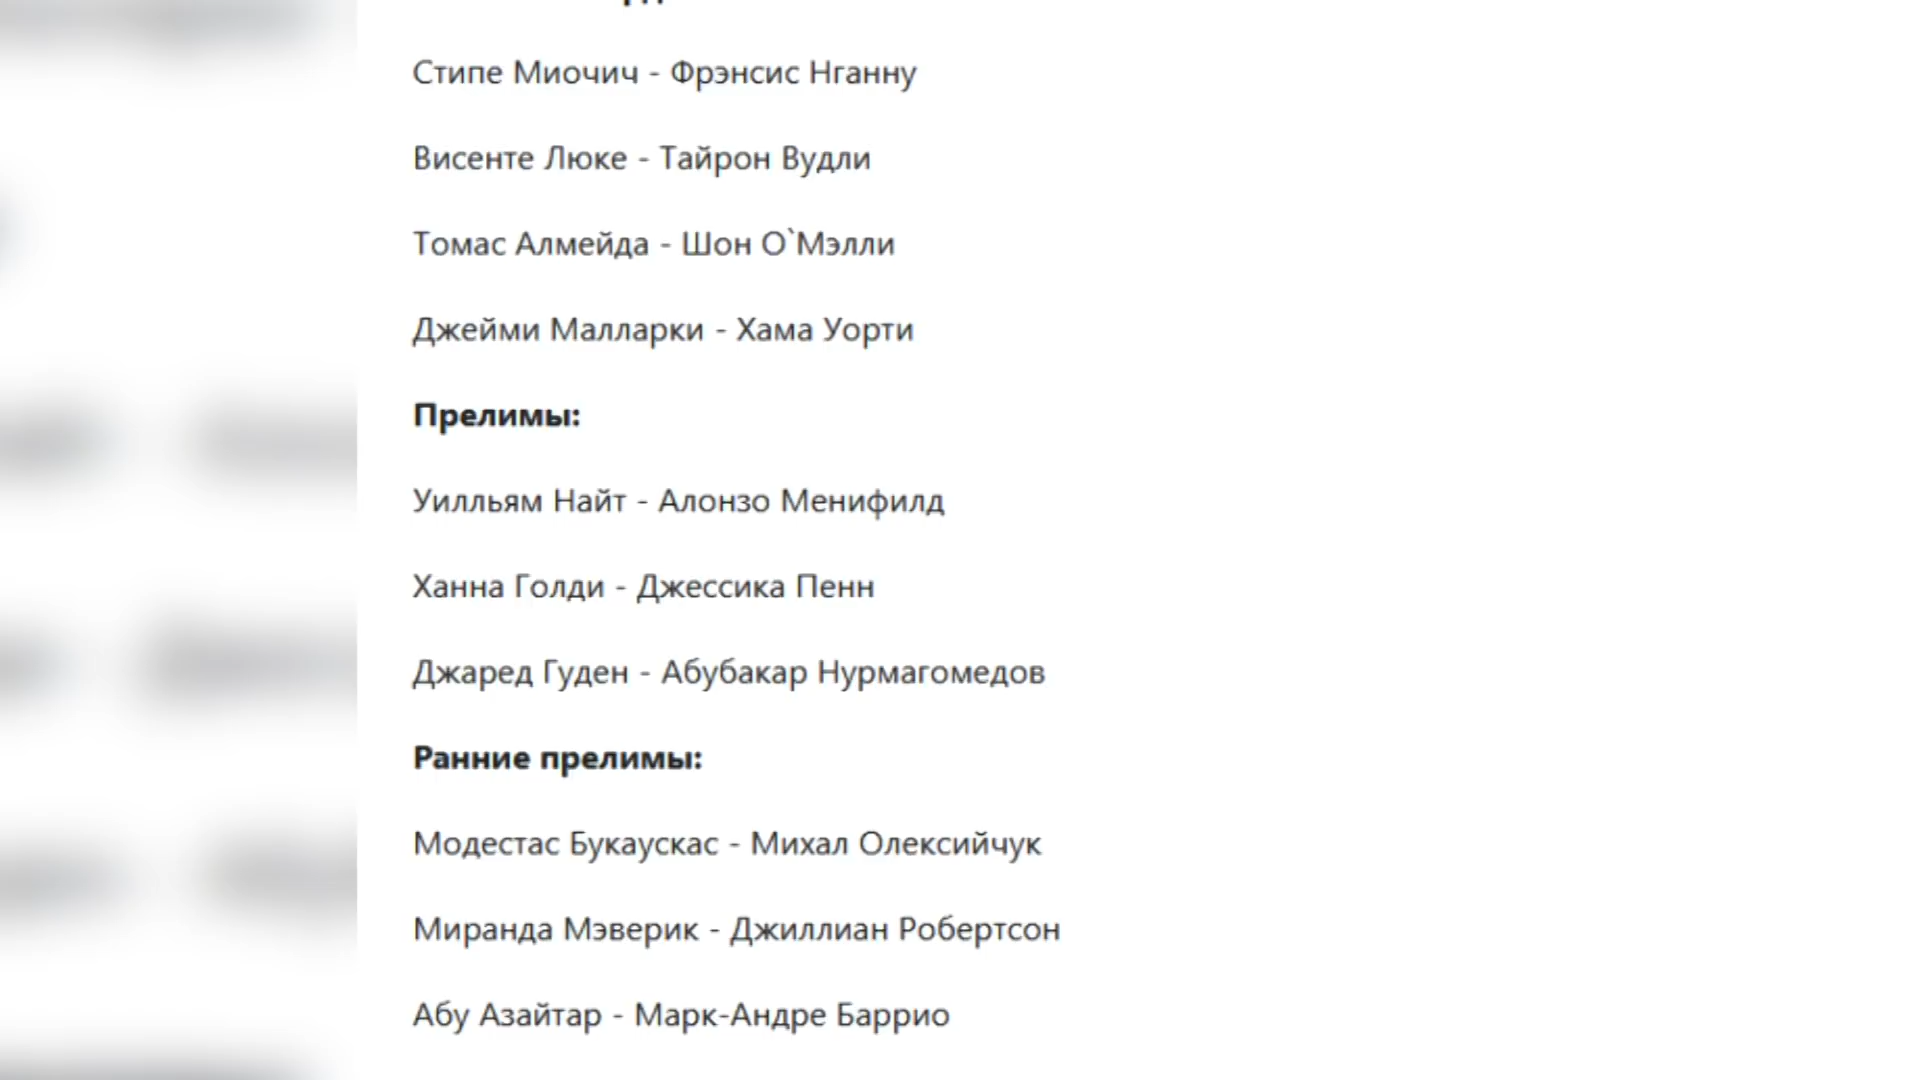 Стипе Миочич - Фрэнсис Нганну
Висенте Люке - Тайрон Вудли
Томас Алмейда - Шон О`Мэлли
Джейми Малларки - Хама Уорти
Прелимы:
Уилльям Найт - Алонзо Менифилд
Ханна Голди - Джессика Пенн
Джаред Гуден - Абубакар Нурмагомедов
Ранние прелимы:
Модестас Букаускас - Михал Олексийчук
Миранда Мэверик - Джиллиан Робертсон
Абу Азайтар - Марк-Андре Баррио